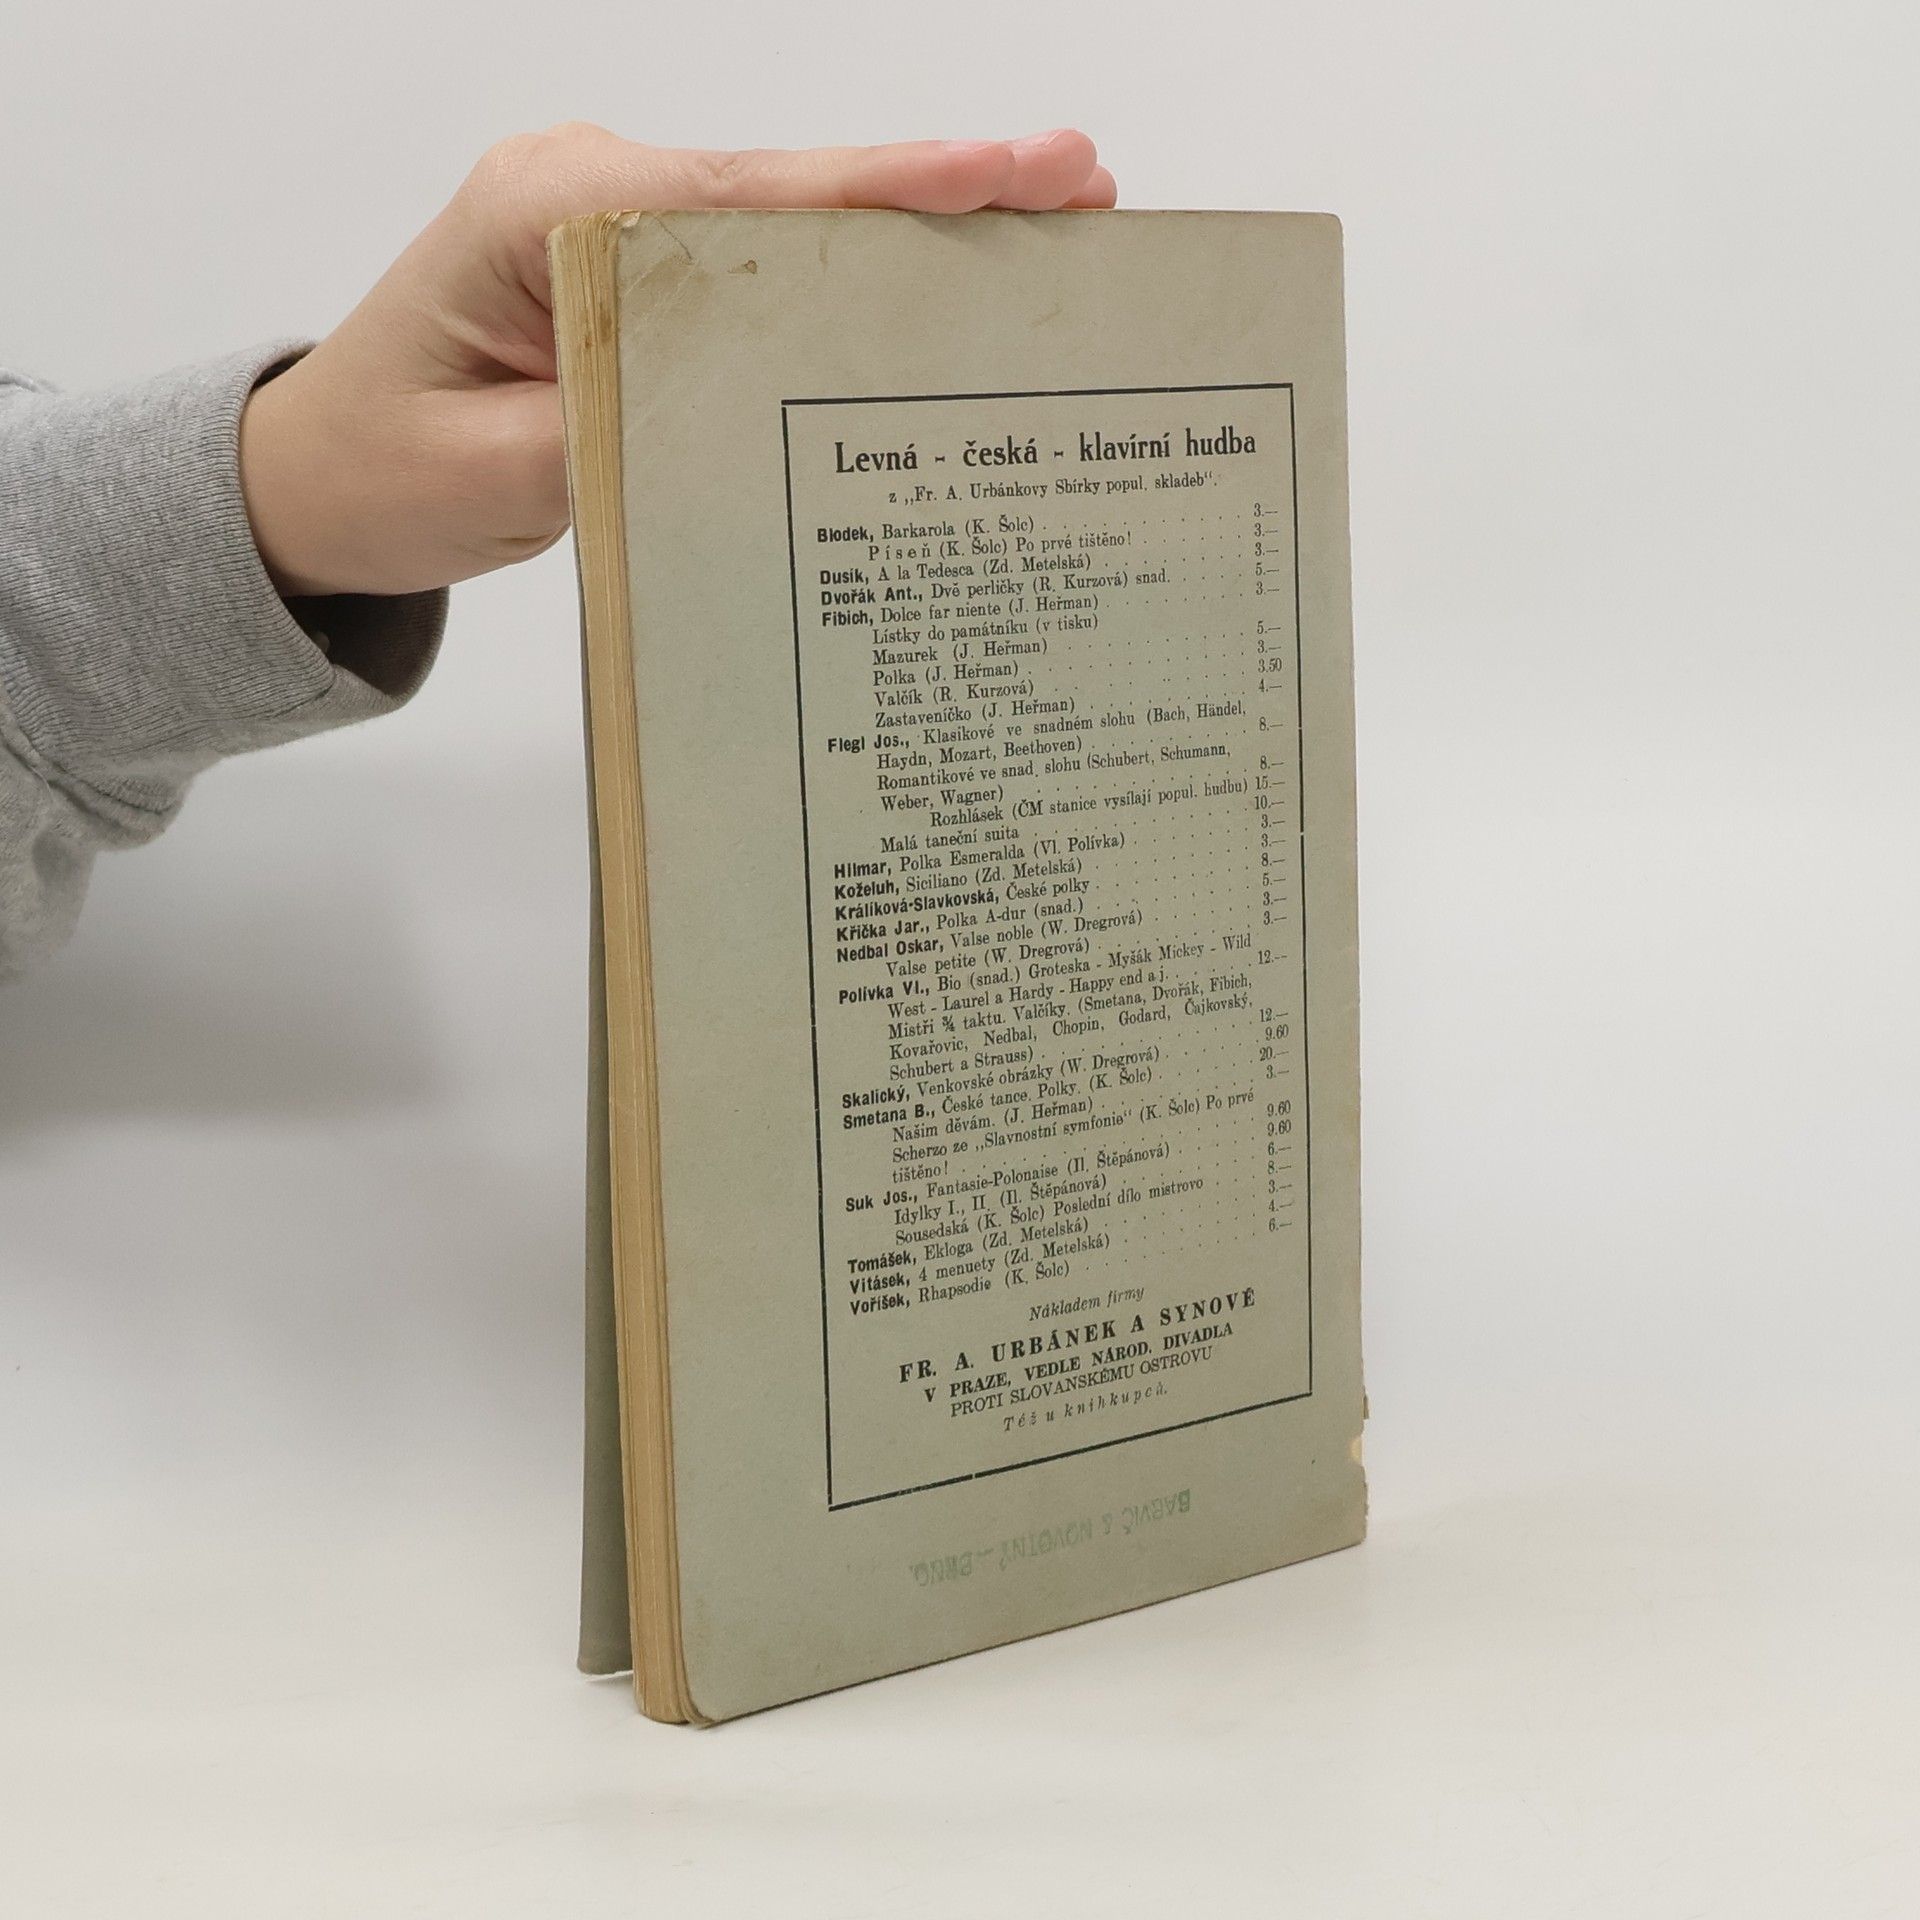 Levná - česká - klavírní hudba
z „Fr. A. Urbánkovy Sbírky popul. skladeb".
Blodek, Barkarola (K. Šolc) . . . . . . . . . . . 3.—
Píseň (K. Šolc) Po prvé tištěno! . . . . . . 3.—
Dusík, A la Tedesca (Zd. Metelská) . . . . . . . . 3.—
Dvořák Ant., Dvě perličky (R. Kurzová) snad. . . . . 5.—
Fibich, Dolce far niente (J. Heřman) . . . . . . . . 3.—
Lístky do památníku (v tisku)
Mazurek (J. Heřman) . . . . . . . . . . 5.—
Polka (J. Heřman) . . . . . . . . . . . 3.—
Valčík (R. Kurzová) . . . . . . . . . . 3.50
Zastaveníčko (J. Heřman) . . . . . . . . 4.—
Flegl Jos., Klasikové ve snadném slohu (Bach, Händel,
Haydn, Mozart, Beethoven) . . . . . . . . 8.—
Romantikové ve snad. slohu (Schubert, Schumann,
Weber, Wagner) . . . . . . . . . . . 8.—
Rozhlásek (ČM stanice vysílají popul. hudbu) 15.—
Malá taneční suita . . . . . . . . . . . 10.—
Hilmar, Polka Esmeralda (Vl. Polívka) . . . . . . . 3.—
Koželuh, Siciliano (Zd. Metelská) . . . . . . . . . 3.—
Králíková-Slavkovská, České polky . . . . . . . . . 8.—
Křička Jar., Polka A-dur (snad.) . . . . . . . . . 5.—
Nedbal Oskar, Valse noble (W. Dregrová) . . . . . . 3.—
Valse petite (W. Dregrová) . . . . . . . . 3.—
Polívka Vl., Bio (snad.) Groteska - Myšák Mickey - Wild
West - Laurel a Hardy - Happy end a j. . . . . . 12.—
Mistři ¾ taktu. Valčíky. (Smetana, Dvořák, Fibich,
Kovařovic, Nedbal, Chopin, Godard, Čajkovský,
Schubert a Strauss) . . . . . . . . . . 12.—
Skalický, Venkovské obrázky (W. Dregrová) . . . . . 9.60
Smetana B., České tance. Polky. (K. Šolc) . . . . . 20.—
Našim děvám. (J. Heřman) . . . . . . . . 3.—
Scherzo ze „Slavnostní symfonie" (K. Šolc) Po prvé
tištěno! . . . . . . . . . . . . . . 9.60
Suk Jos., Fantasie-Polonaise (Il. Štěpánová) . . . . 9.60
Idylky I., II. (Il. Štěpánová) . . . . . . . 6.—
Sousedská (K. Šolc) Poslední dílo mistrovo . . . 8.—
Tomášek, Ekloga (Zd. Metelská) . . . . . . . . . 3.—
Vitásek, 4 menuety (Zd. Metelská) . . . . . . . . 4.—
Voříšek, Rhapsodie (K. Šolc) . . . . . . . . . . 6.—
Nákladem firmy
FR. A. URBÁNEK A SYNOVÉ
V PRAZE, VEDLE NÁROD. DIVADLA
PROTI SLOVANSKÉMU OSTROVU
Též u knihkupců.
BARVIČ & NOVOTNÝ – BRNO.